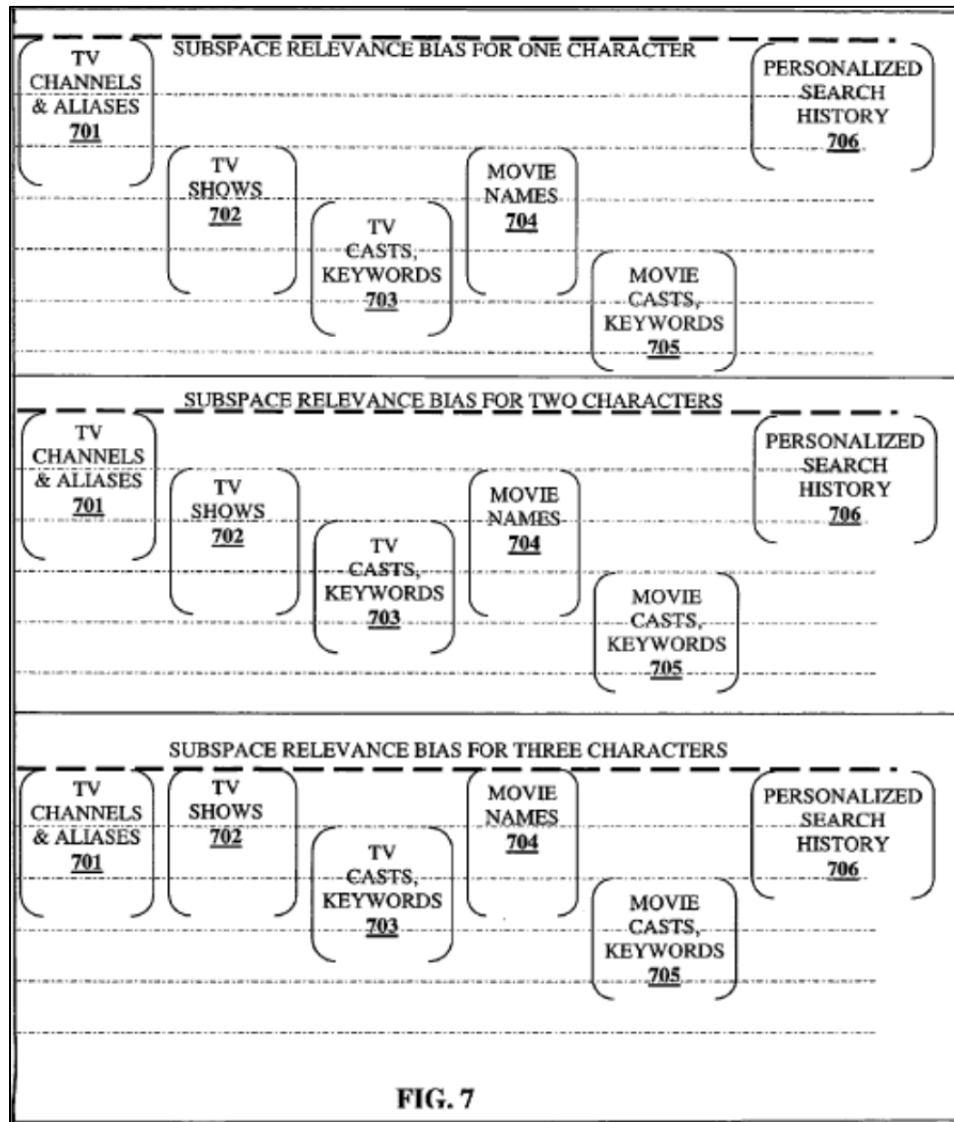 SUBSPACE RELEVANCE BIAS FOR ONE CHARACTER
TV
CHANNELS
& ALIASES
701
TV
SHOWS
702
TV
CASTS,
KEYWORDS
703
MOVIE
NAMES
704
MOVIE
CASTS,
KEYWORDS
705
PERSONALIZED
SEARCH
HISTORY
706
SUBSPACE RELEVANCE BIAS FOR TWO CHARACTERS
TV
CHANNELS
& ALIASES
701
TV
SHOWS
702
TV
CASTS,
KEYWORDS
703
MOVIE
NAMES
704
MOVIE
CASTS,
KEYWORDS
705
PERSONALIZED
SEARCH
HISTORY
706
SUBSPACE RELEVANCE BIAS FOR THREE CHARACTERS
TV
CHANNELS
& ALIASES
701
TV
SHOWS
702
TV
CASTS,
KEYWORDS
703
MOVIE
NAMES
704
MOVIE
CASTS,
KEYWORDS
705
PERSONALIZED
SEARCH
HISTORY
706
FIG. 7